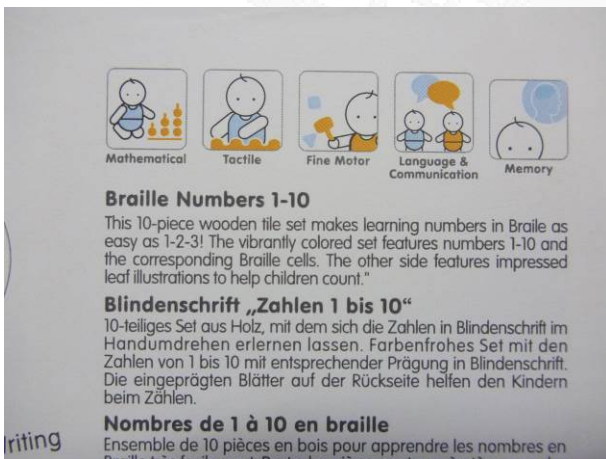 Mathematical
Tactile
Fine Motor
Language &
Communication
Memory
Braille Numbers 1-10
This 10-piece wooden tile set makes learning numbers in Braile as
easy as 1-2-3! The vibrantly colored set features numbers 1-10 and
the corresponding Braille cells. The other side features impressed
leaf illustrations to help children count."
Blindenschrift „Zahlen 1 bis 10“
10-teiliges Set aus Holz, mit dem sich die Zahlen in Blindenschrift im
Handumdrehen erlernen lassen. Farbenfrohes Set mit den
Zahlen von 1 bis 10 mit entsprechender Prägung in Blindenschrift.
Die eingeprägten Blätter auf der Rückseite helfen den Kindern
beim Zählen.
Nombres de 1 à 10 en braille
riting
Ensemble de 10 pièces en bois pour apprendre les nombres en